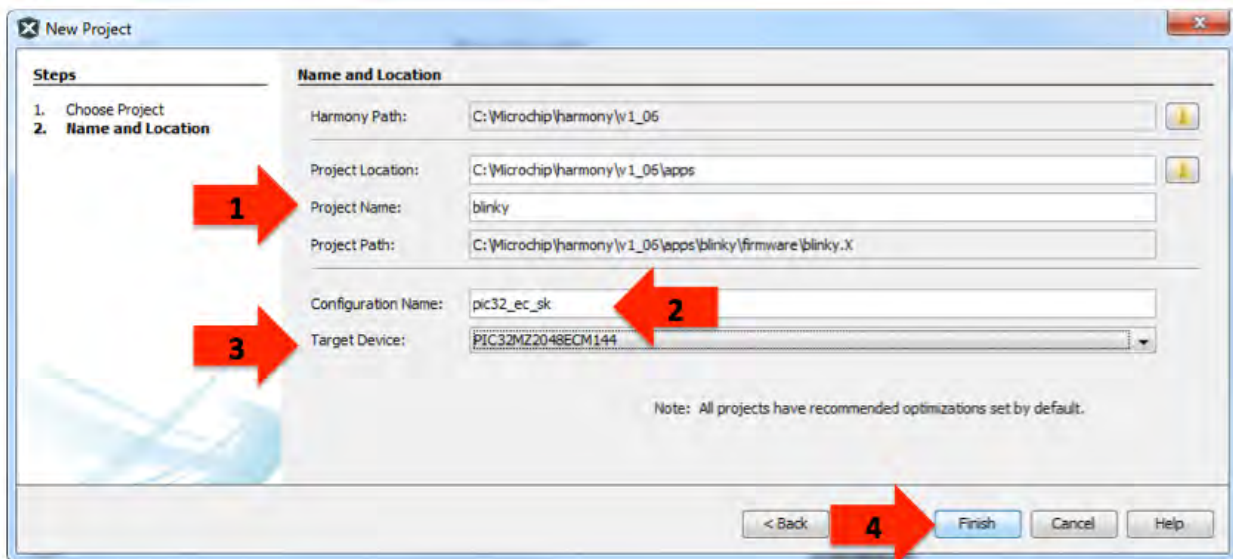 New Project
Steps
1. Choose Project
2. Name and Location
Name and Location
Harmony Path: C:\Microchip\harmony\v1_06
Project Location: C:\Microchip\harmony\v1_06\apps
1
Project Name: blinky
Project Path: C:\Microchip\harmony\v1_06\apps\blinky\firmware\blinky.X
Configuration Name: pic32_ec_sk
2
3
Target Device: PIC32MZ2048ECM144
Note: All projects have recommended optimizations set by default.
< Back
4
Finish
Cancel
Help